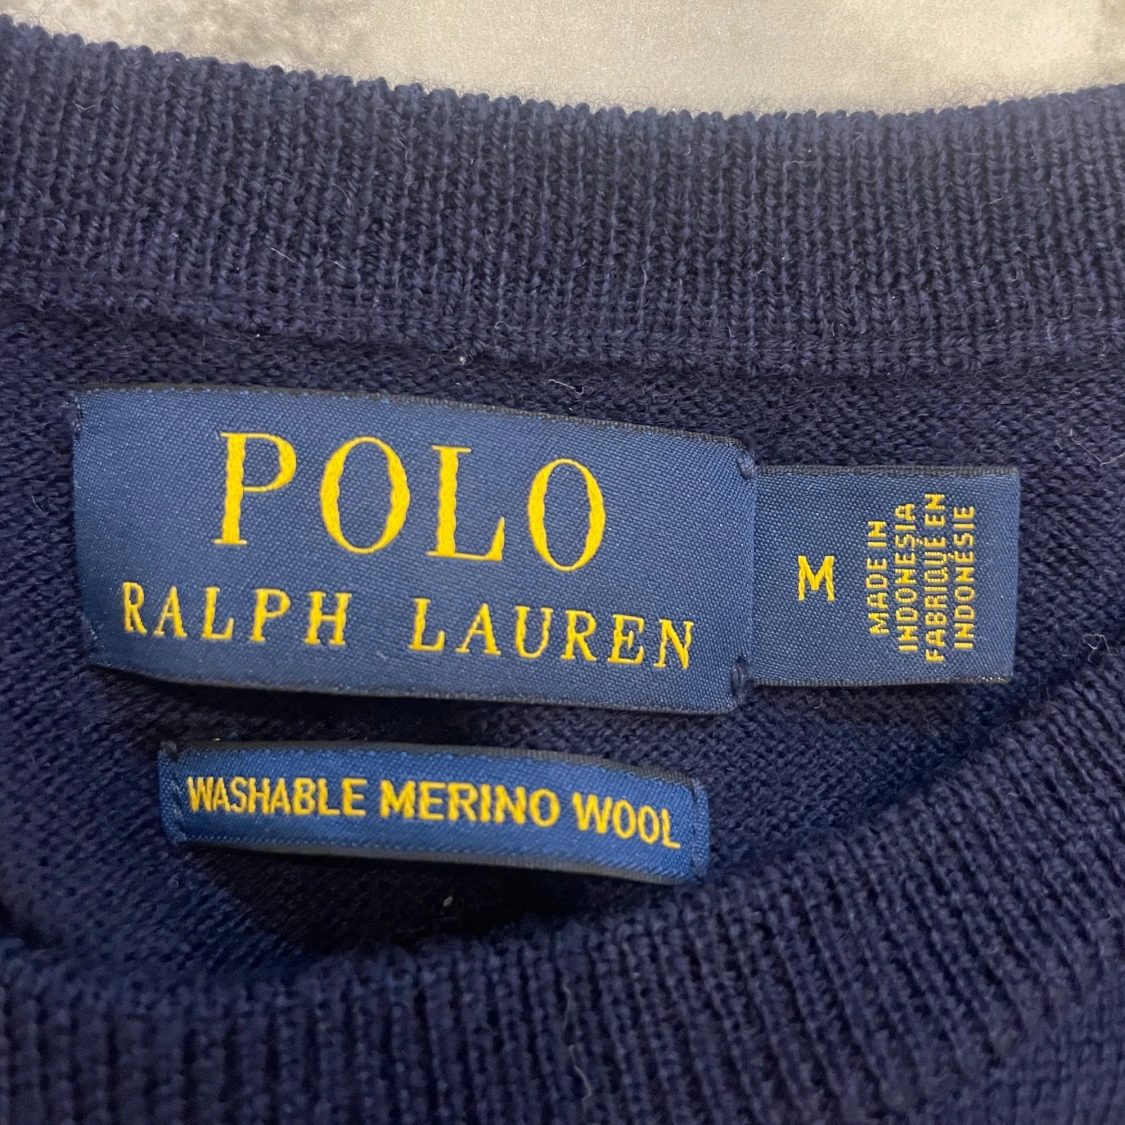 POLO
RALPH LAUREN
M
MADE IN
INDONESIA
FABRIQUÉ EN
INDONÉSIE
WASHABLE MERINO WOOL